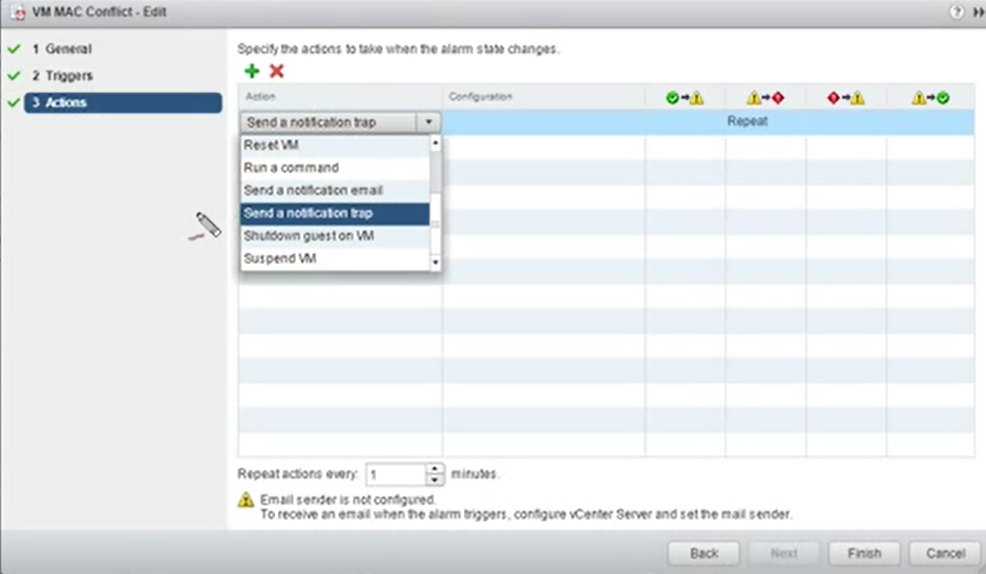 VM MAC Conflict - Edit
1 General
2 Triggers
3 Actions
Specify the actions to take when the alarm state changes.
Action Configuration
Send a notification trap Repeat
Reset VM
Run a command
Send a notification email
Send a notification trap
Shutdown guest on VM
Suspend VM
Repeat actions every: 1 minutes.
Email sender is not configured.
To receive an email when the alarm triggers, configure vCenter Server and set the mail sender.
Back Next Finish Cancel